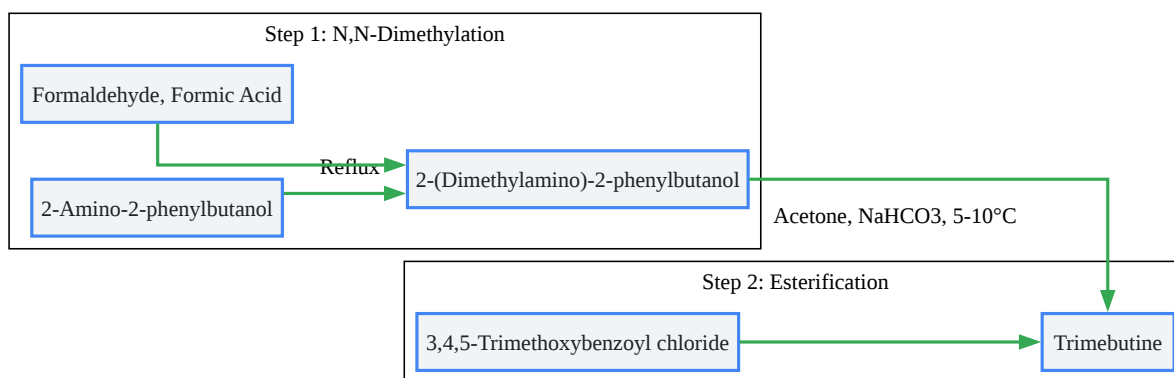 Step 1: N,N-Dimethylation
Formaldehyde, Formic Acid
Reflux
2-(Dimethylamino)-2-phenylbutanol
2-Amino-2-phenylbutanol
Acetone, NaHCO3, 5-10°C
Step 2: Esterification
3,4,5-Trimethoxybenzoyl chloride
Trimebutine